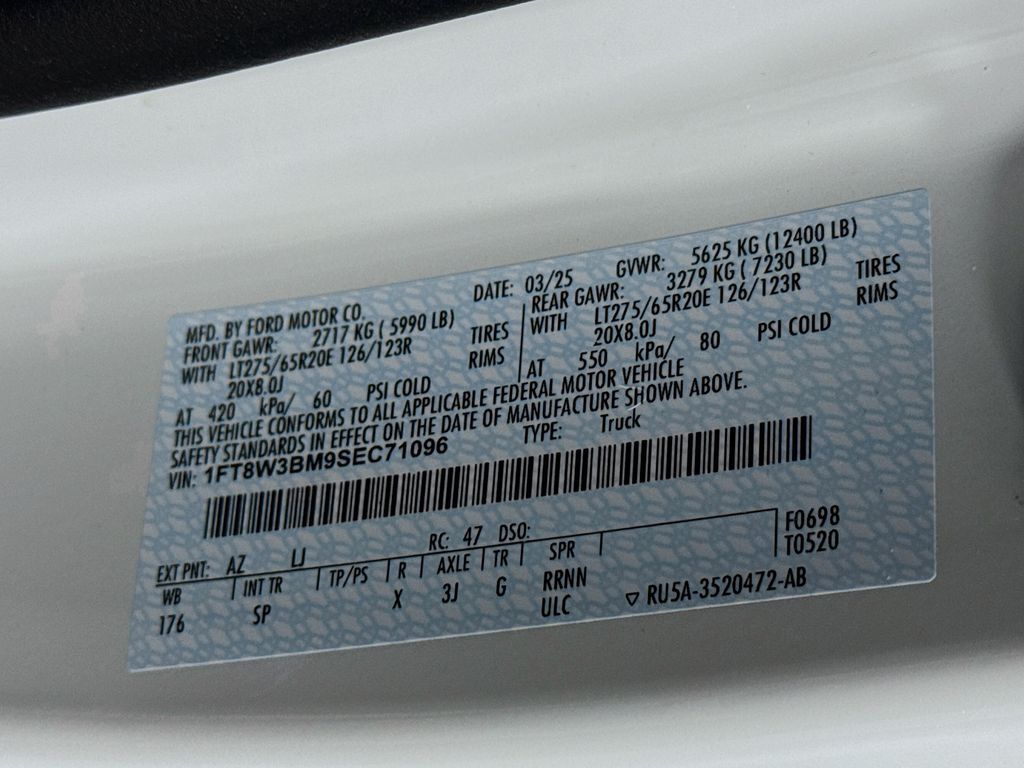 MFD. BY FORD MOTOR CO. DATE: 03/25 GVWR: 5625 KG (12400 LB)
FRONT GAWR: 2717 KG ( 5990 LB)
WITH LT275/65R20E 126/123R TIRES
20X8.0J RIMS
AT 420 kPa/ 60 PSI COLD
REAR GAWR: 3279 KG ( 7230 LB)
WITH LT275/65R20E 126/123R TIRES
20X8.0J RIMS
AT 550 kPa/ 80 PSI COLD
THIS VEHICLE CONFORMS TO ALL APPLICABLE FEDERAL MOTOR VEHICLE
SAFETY STANDARDS IN EFFECT ON THE DATE OF MANUFACTURE SHOWN ABOVE.
VIN: 1FT8W3BM9SEC71096 TYPE: Truck
EXT PNT: AZ LJ RC: 47 DSO:
WB INT TR TP/PS R AXLE TR SPR
176 SP X 3J G RRNN
ULC
F0698
T0520
▽ RU5A-3520472-AB